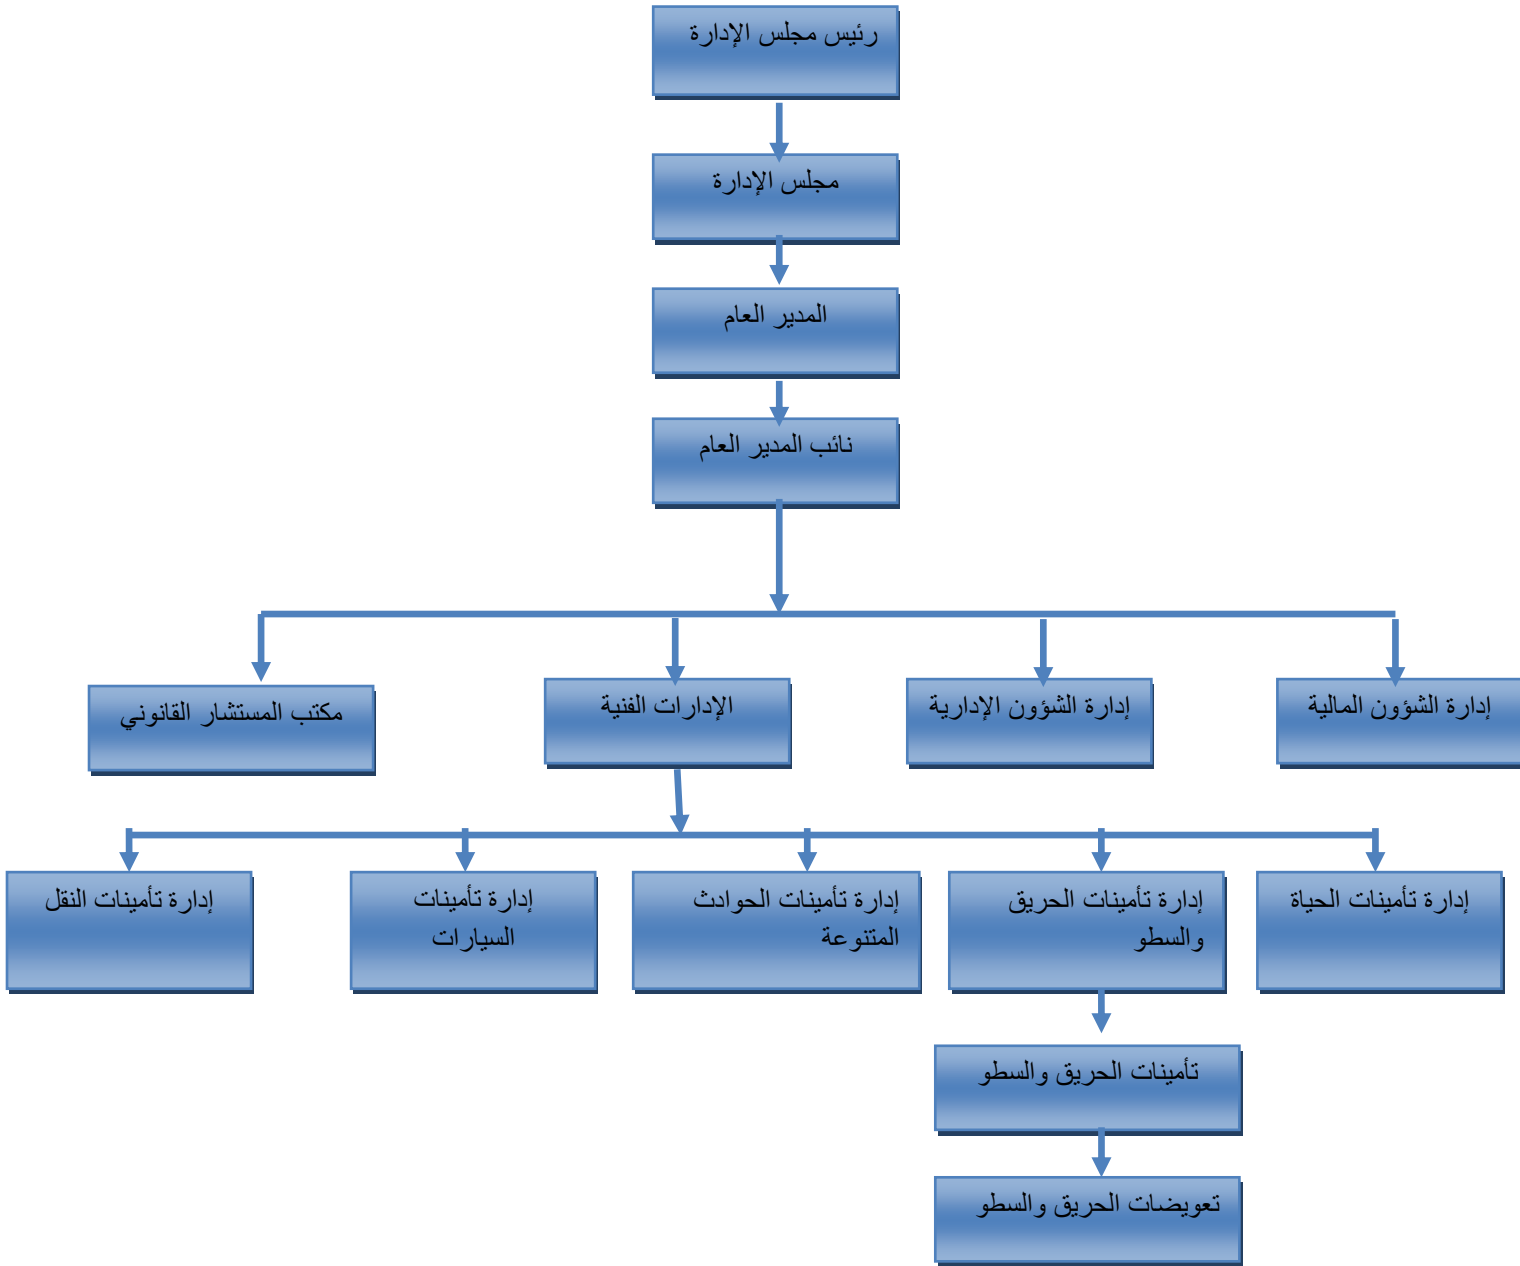 رئيس مجلس الإدارة
مجلس الإدارة
المدير العام
نائب المدير العام
إدارة الشؤون المالية
إدارة الشؤون الإدارية
الإدارات الفنية
مكتب المستشار القانوني
إدارة تأمينات الحياة
إدارة تأمينات الحريق
والسطو
إدارة تأمينات الحوادث
المتنوعة
إدارة تأمينات
السيارات
إدارة تأمينات النقل
تأمينات الحريق والسطو
تعويضات الحريق والسطو